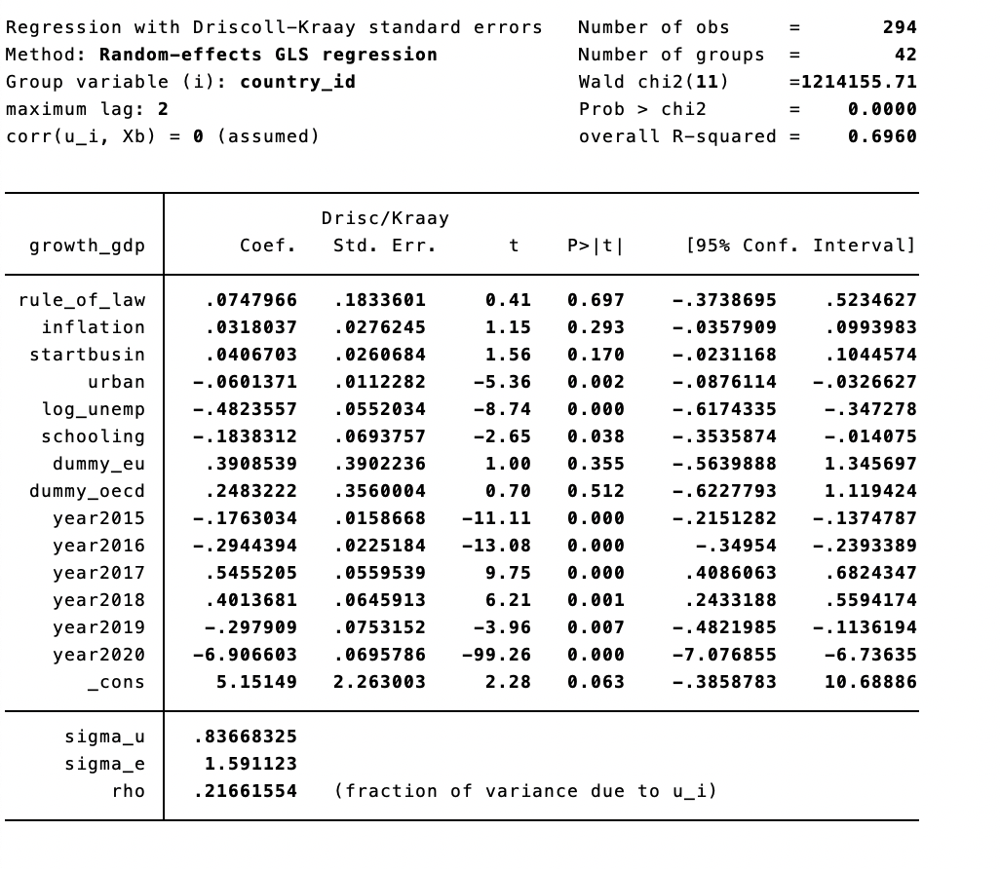 Regression with Driscoll-Kraay standard errors   Number of obs     =       294
Method: Random-effects GLS regression            Number of groups  =        42
Group variable (i): country_id                   Wald chi2(11)     =1214155.71
maximum lag: 2                                   Prob > chi2       =    0.0000
corr(u_i, Xb) = 0 (assumed)                      overall R-squared =    0.6960
Drisc/Kraay
growth_gdp | Coef. Std. Err. t P>|t| [95% Conf. Interval]
rule_of_law | .0747966 .1833601 0.41 0.697 -.3738695 .5234627
inflation | .0318037 .0276245 1.15 0.293 -.0357909 .0993983
startbusin | .0406703 .0260684 1.56 0.170 -.0231168 .1044574
urban | -.0601371 .0112282 -5.36 0.002 -.0876114 -.0326627
log_unemp | -.4823557 .0552034 -8.74 0.000 -.6174335 -.347278
schooling | -.1838312 .0693757 -2.65 0.038 -.3535874 -.014075
dummy_eu | .3908539 .3902236 1.00 0.355 -.5639888 1.345697
dummy_oecd | .2483222 .3560004 0.70 0.512 -.6227793 1.119424
year2015 | -.1763034 .0158668 -11.11 0.000 -.2151282 -.1374787
year2016 | -.2944394 .0225184 -13.08 0.000 -.34954 -.2393389
year2017 | .5455205 .0559539 9.75 0.000 .4086063 .6824347
year2018 | .4013681 .0645913 6.21 0.001 .2433188 .5594174
year2019 | -.297909 .0753152 -3.96 0.007 -.4821985 -.1136194
year2020 | -6.906603 .0695786 -99.26 0.000 -7.076855 -6.73635
_cons | 5.15149 2.263003 2.28 0.063 -.3858783 10.68886
sigma_u | .83668325
sigma_e | 1.591123
rho | .21661554 (fraction of variance due to u_i)